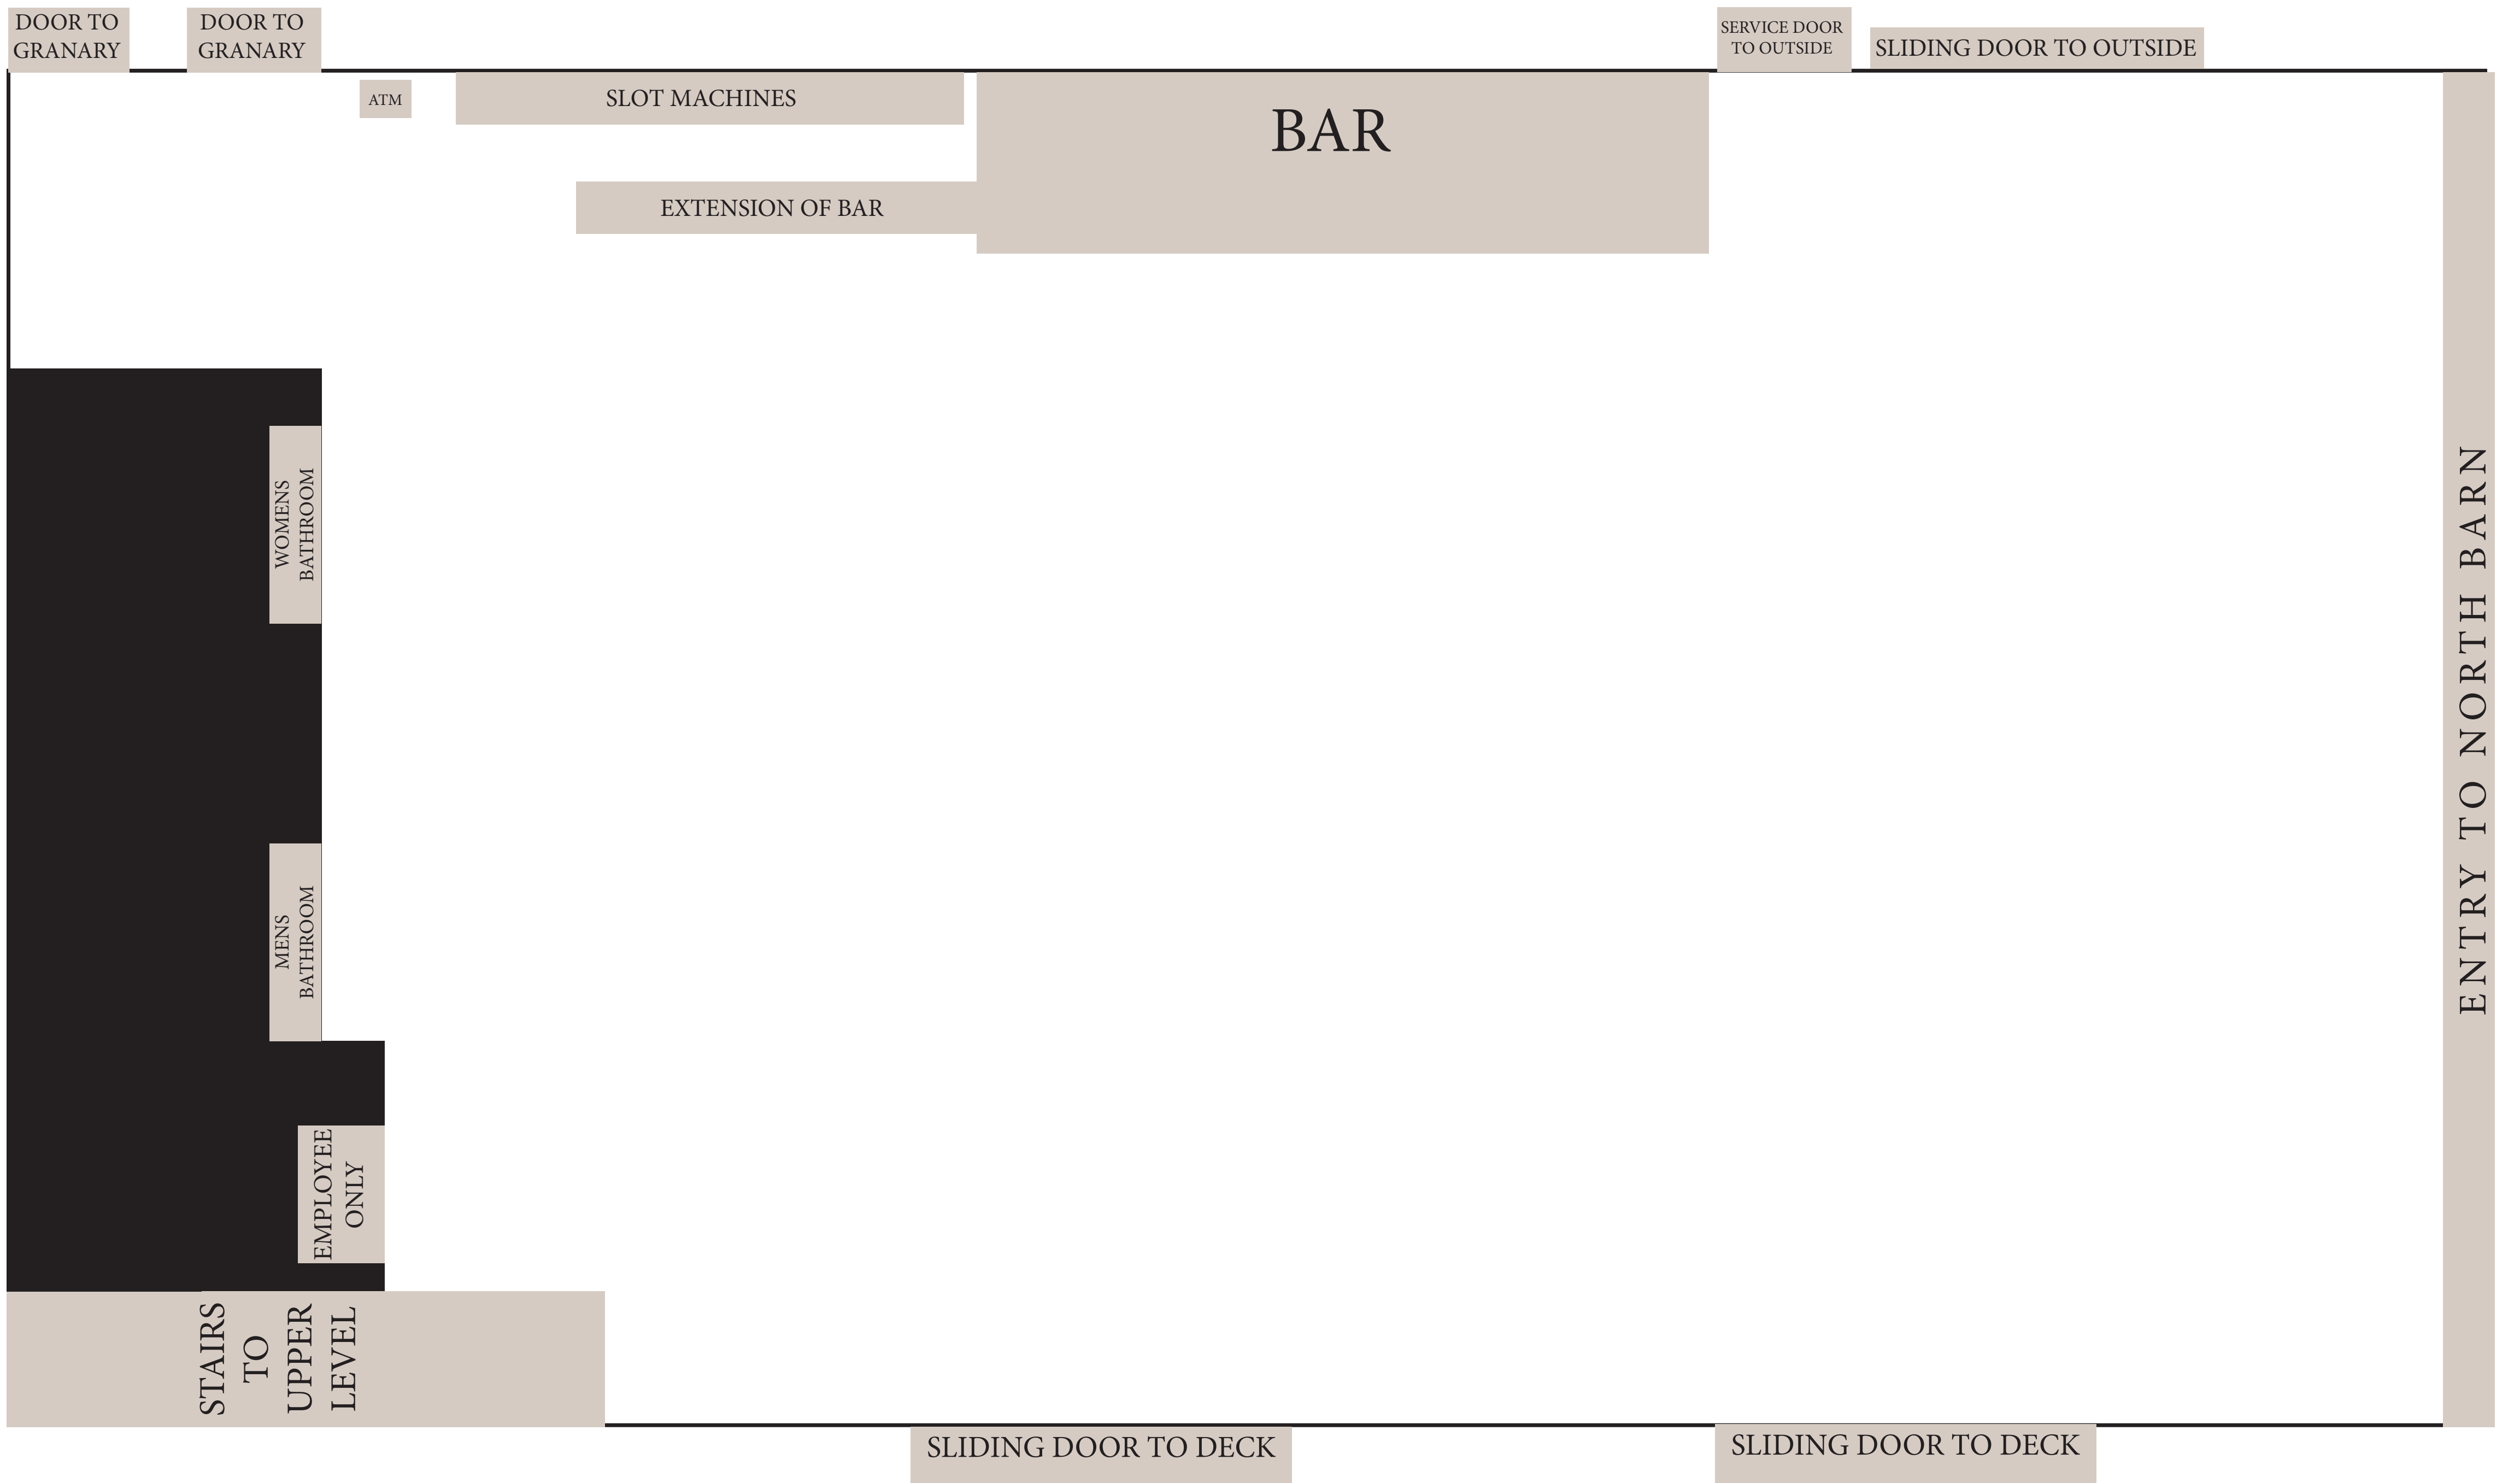 DOOR TO
GRANARY
DOOR TO
GRANARY
SERVICE DOOR
TO OUTSIDE
SLIDING DOOR TO OUTSIDE
ATM
SLOT MACHINES
BAR
EXTENSION OF BAR
WOMENS
BATHROOM
ENTRY TO NORTH BARN
MENS
BATHROOM
EMPLOYEE
ONLY
STAIRS
TO
UPPER
LEVEL
SLIDING DOOR TO DECK
SLIDING DOOR TO DECK